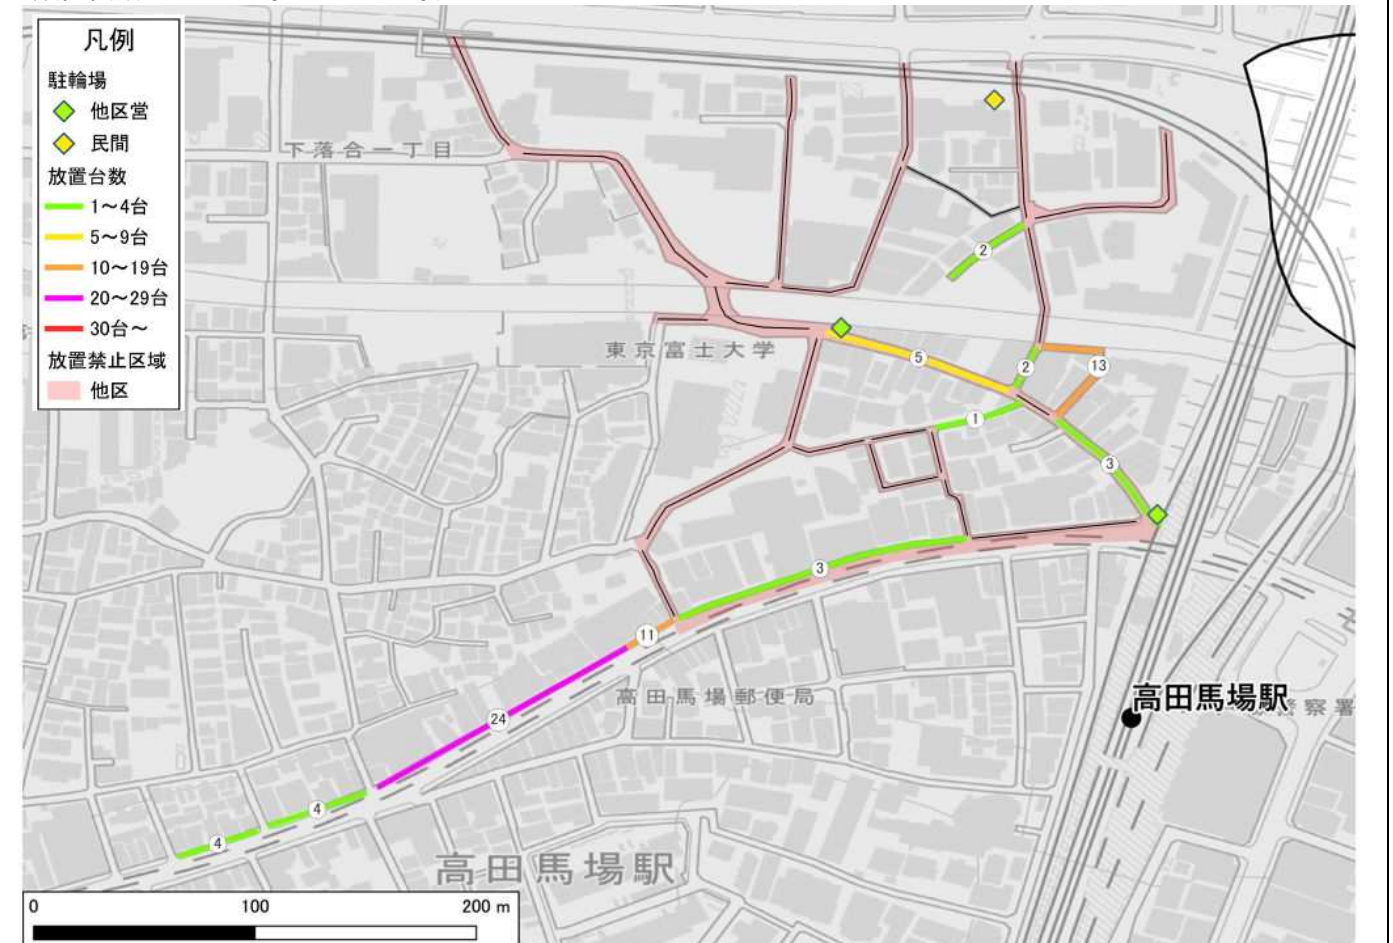 凡例
駐輪場
他区営
民間
放置台数
1～4台
5～9台
10～19台
20～29台
30台～
放置禁止区域
他区
下落合一丁目
2
東京富士大学
5
2
13
1
3
3
11
高田馬場郵便局
高田馬場駅
警察署
24
4
4
高田馬場駅
0 100 200 m